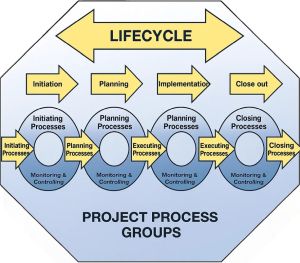 LIFECYCLE
Initiation
Planning
Implementation
Close out
Initiating
Processes
Planning
Processes
Planning
Processes
Closing
Processes
Initiating
Processes
Planning
Processes
Executing
Processes
Executing
Processes
Closing
Processes
Monitoring &
Controlling
Monitoring &
Controlling
Monitoring &
Controlling
Monitoring &
Controlling
PROJECT PROCESS
GROUPS